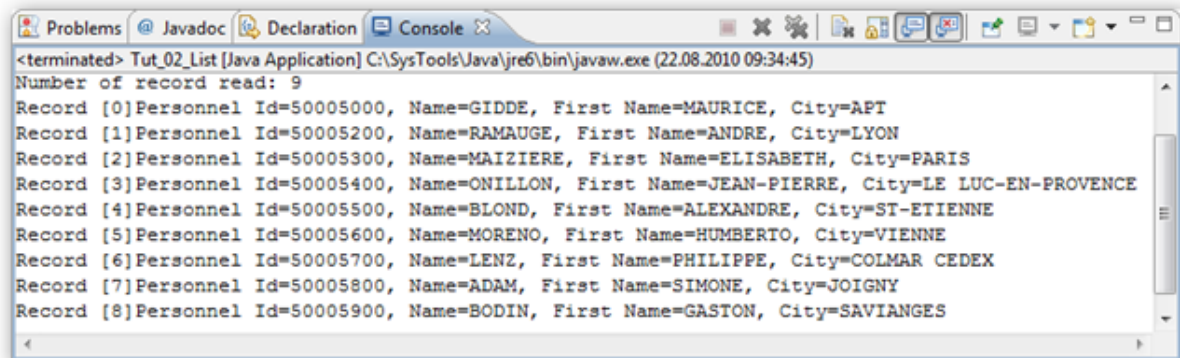 Problems @ Javadoc Declaration Console
<terminated> Tut_02_List [Java Application] C:\SysTools\Java\jre6\bin\javaw.exe (22.08.2010 09:34:45)
Number of record read: 9
Record [0]Personnel Id=50005000, Name=GIDDE, First Name=MAURICE, City=APT
Record [1]Personnel Id=50005200, Name=RAMAUGE, First Name=ANDRE, City=LYON
Record [2]Personnel Id=50005300, Name=MAIZIERE, First Name=ELISABETH, City=PARIS
Record [3]Personnel Id=50005400, Name=ONILLON, First Name=JEAN-PIERRE, City=LE LUC-EN-PROVENCE
Record [4]Personnel Id=50005500, Name=BLOND, First Name=ALEXANDRE, City=ST-ETIENNE
Record [5]Personnel Id=50005600, Name=MORENO, First Name=HUMBERTO, City=VIENNE
Record [6]Personnel Id=50005700, Name=LENZ, First Name=PHILIPPE, City=COLMAR CEDEX
Record [7]Personnel Id=50005800, Name=ADAM, First Name=SIMONE, City=JOIGNY
Record [8]Personnel Id=50005900, Name=BODIN, First Name=GASTON, City=SAVIANGES